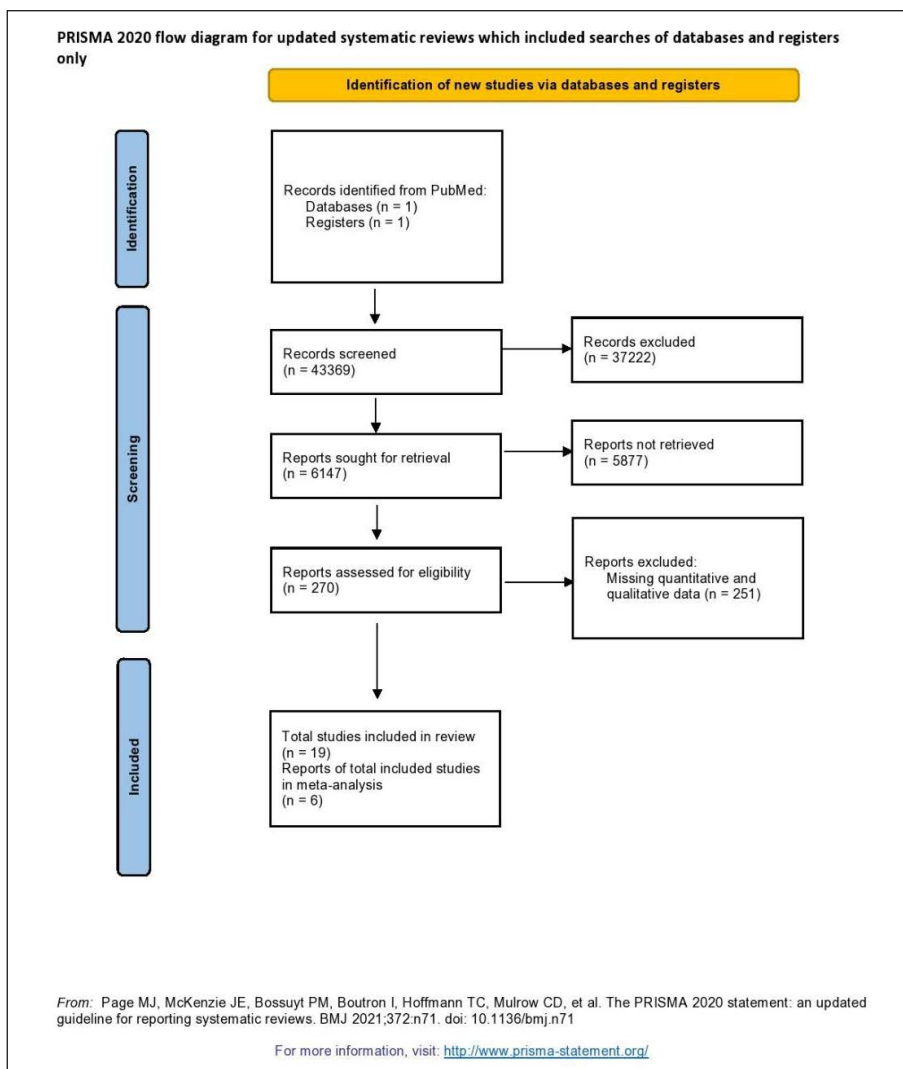 PRISMA 2020 flow diagram for updated systematic reviews which included searches of databases and registers
only
Identification of new studies via databases and registers
Identification
Records identified from PubMed:
Databases (n = 1)
Registers (n = 1)
Screening
Records screened
(n = 43369)
Records excluded
(n = 37222)
Reports sought for retrieval
(n = 6147)
Reports not retrieved
(n = 5877)
Reports assessed for eligibility
(n = 270)
Reports excluded:
Missing quantitative and
qualitative data (n = 251)
Included
Total studies included in review
(n = 19)
Reports of total included studies
in meta-analysis
(n = 6)
From: Page MJ, McKenzie JE, Bossuyt PM, Boutron I, Hoffmann TC, Mulrow CD, et al. The PRISMA 2020 statement: an updated
guideline for reporting systematic reviews. BMJ 2021;372:n71. doi: 10.1136/bmj.n71
For more information, visit: http://www.prisma-statement.org/